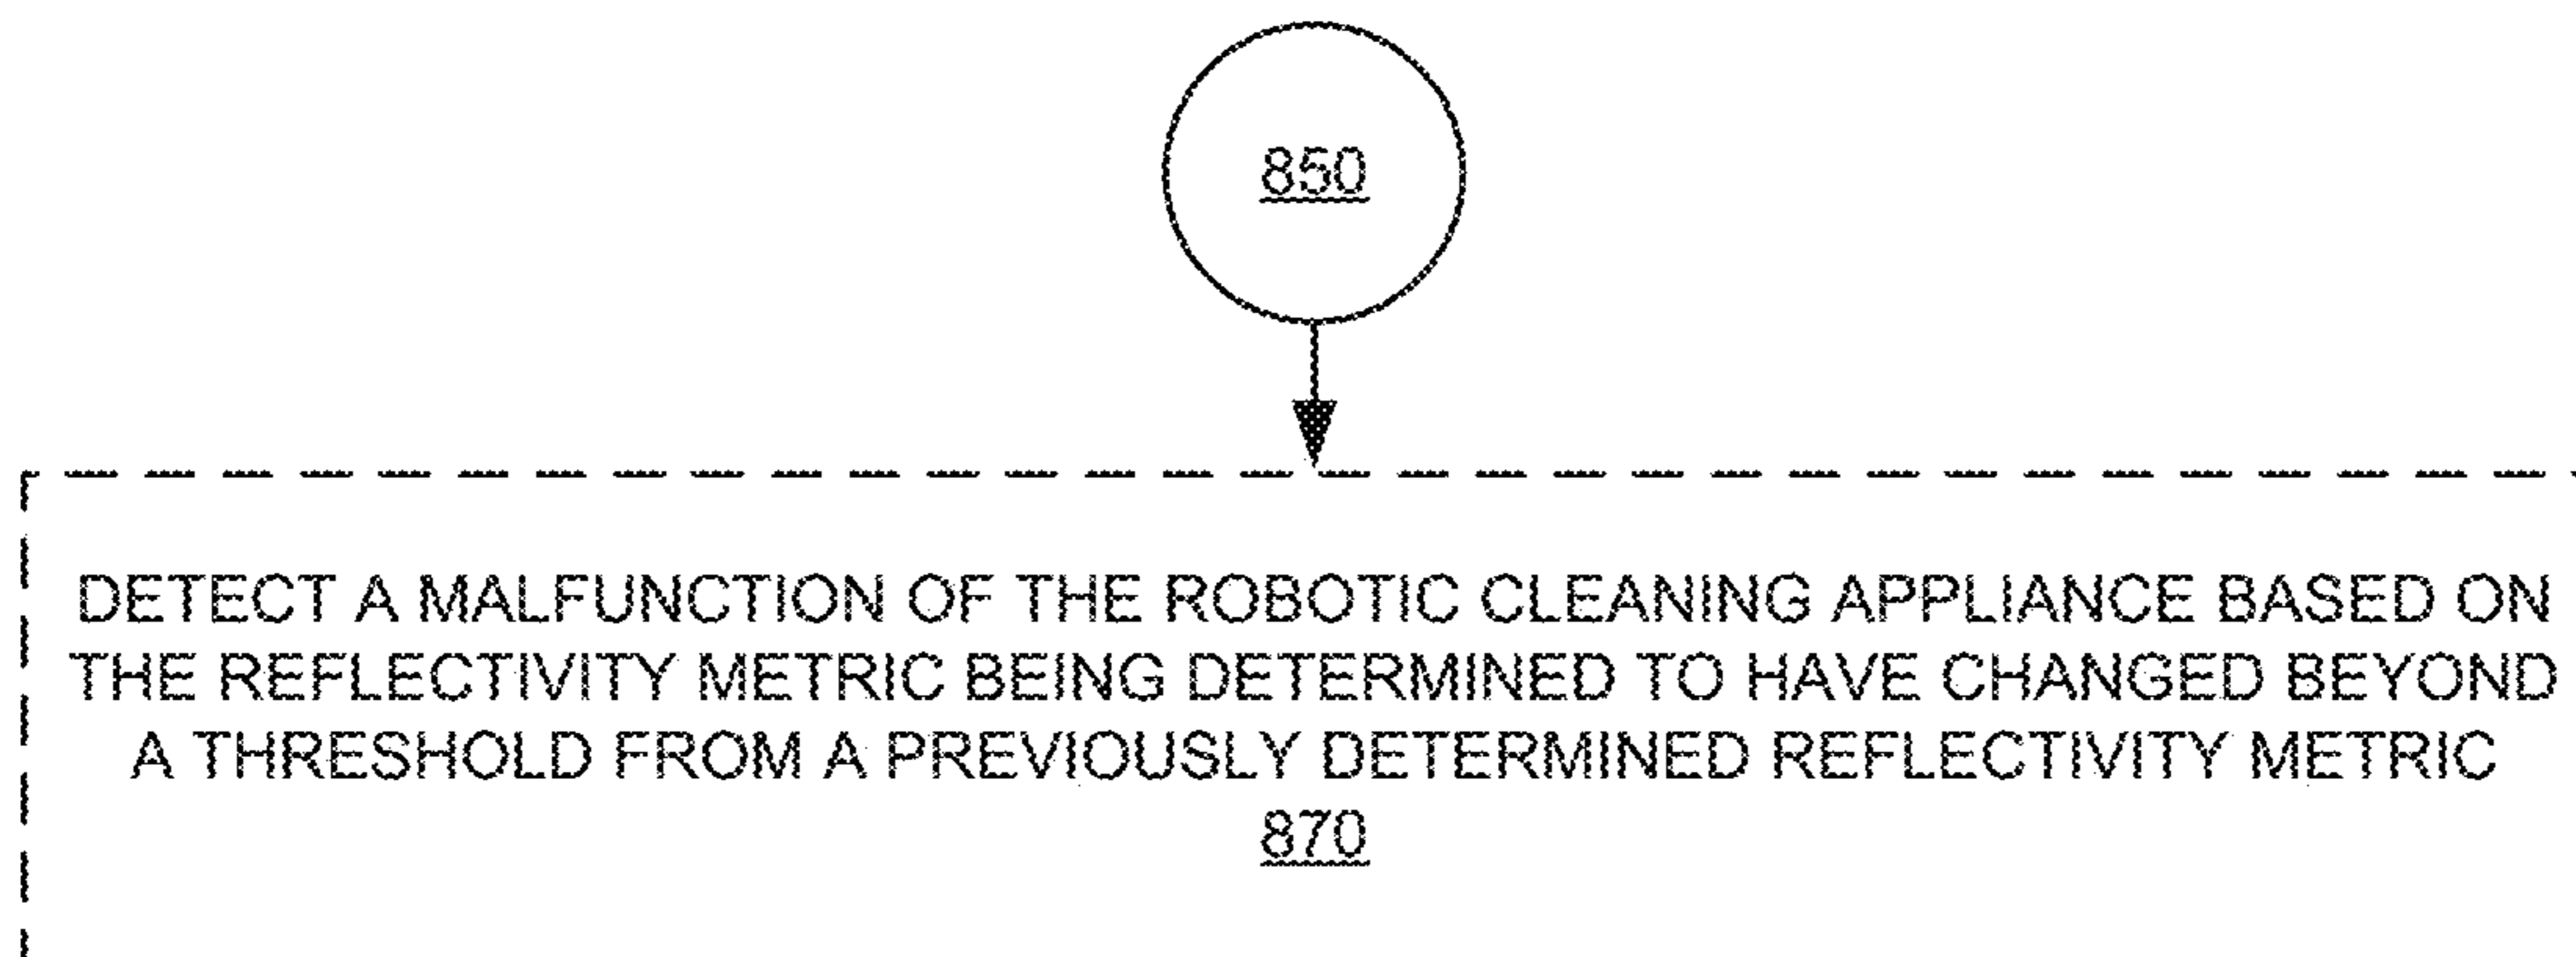 850
DETECT A MALFUNCTION OF THE ROBOTIC CLEANING APPLIANCE BASED ON
THE REFLECTIVITY METRIC BEING DETERMINED TO HAVE CHANGED BEYOND
A THRESHOLD FROM A PREVIOUSLY DETERMINED REFLECTIVITY METRIC
870